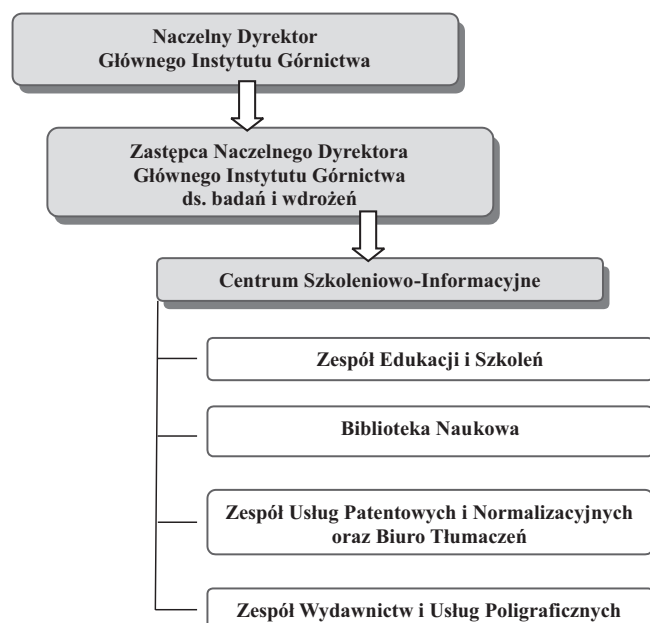 Naczelny Dyrektor
Głównego Instytutu Górnictwa
Zastępca Naczelnego Dyrektora
Głównego Instytutu Górnictwa
ds. badań i wdrożeń
Centrum Szkoleniowo-Informacyjne
Zespół Edukacji i Szkoleń
Biblioteka Naukowa
Zespół Usług Patentowych i Normalizacyjnych
oraz Biuro Tłumaczeń
Zespół Wydawnictw i Usług Poligraficznych